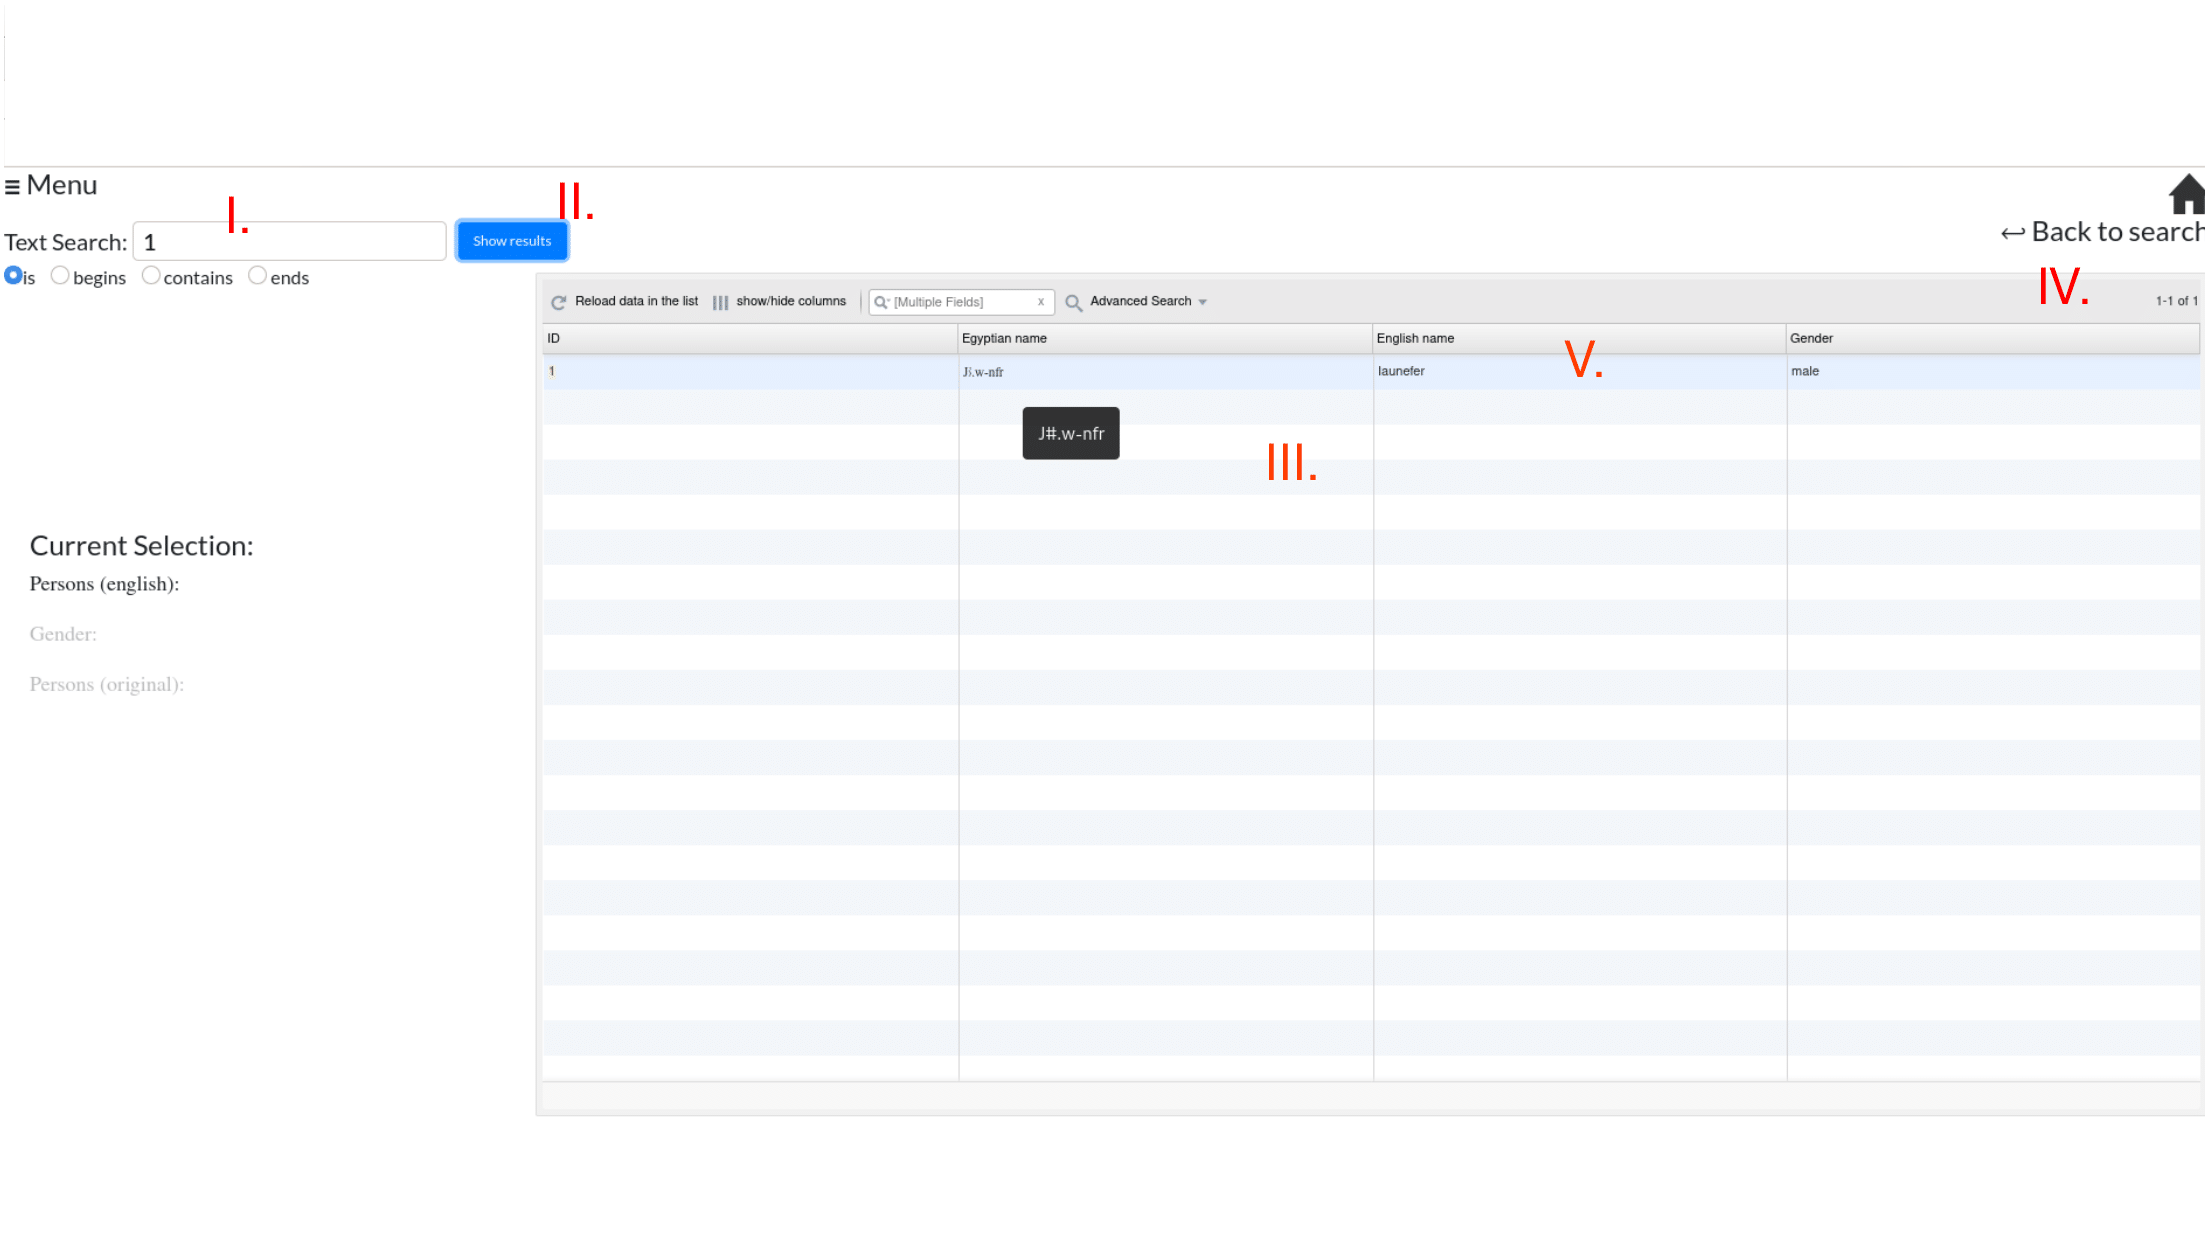 ≡ Menu
I.
II.
Text Search: 1 Show results
↩ Back to search
is begins contains ends
IV.
Reload data in the list show/hide columns [Multiple Fields] x Advanced Search 1-1 of 1
ID Egyptian name English name Gender
V.
1 Jꜣ.w-nfr Iaunefer male
J#.w-nfr
III.
Current Selection:
Persons (english):
Gender:
Persons (original):